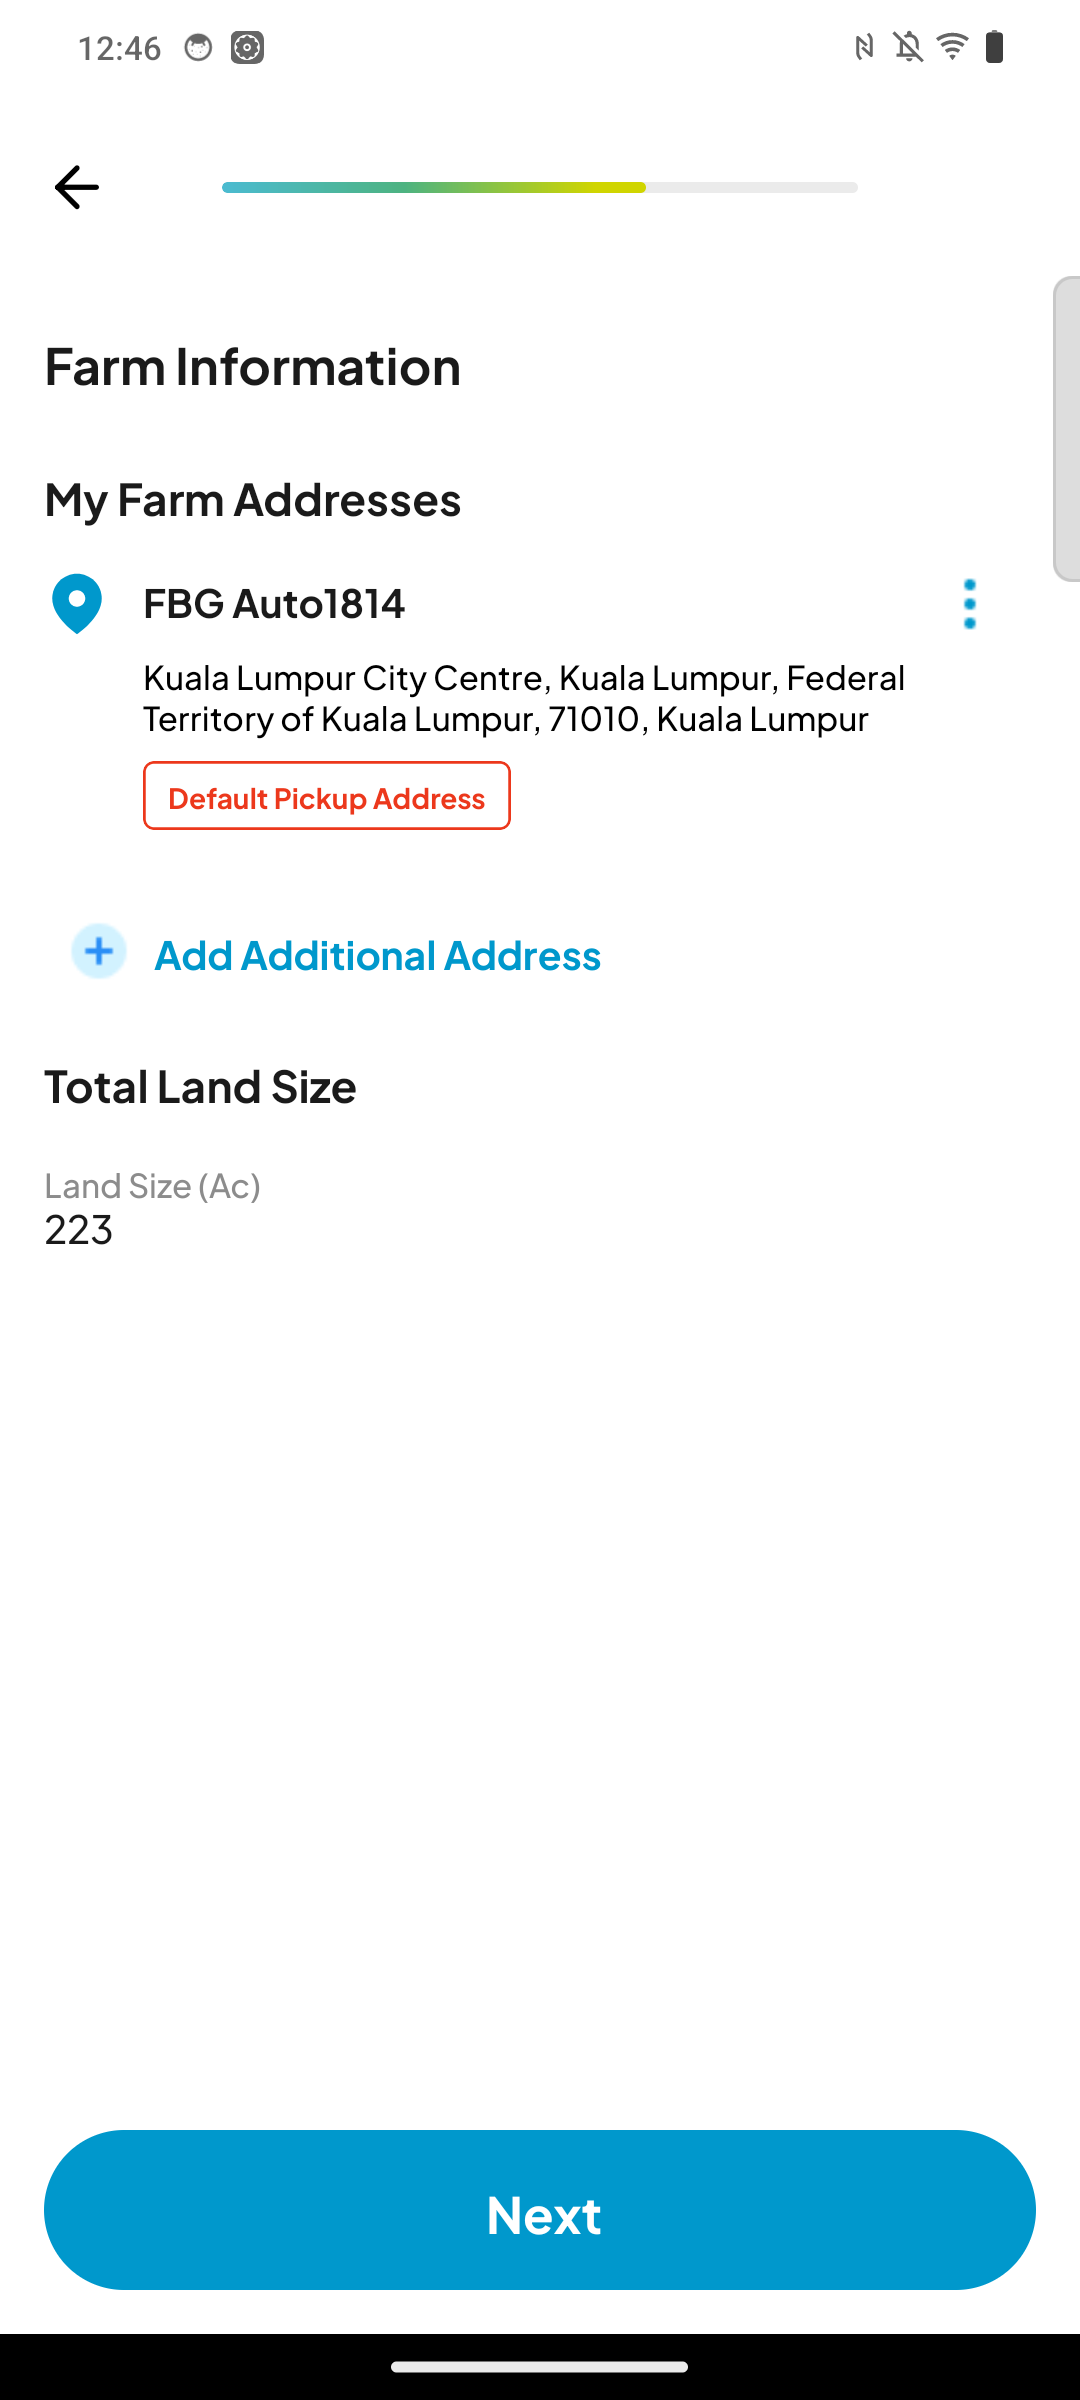 12:46
Farm Information
My Farm Addresses
FBG Auto1814
Kuala Lumpur City Centre, Kuala Lumpur, Federal
Territory of Kuala Lumpur, 71010, Kuala Lumpur
Default Pickup Address
Add Additional Address
Total Land Size
Land Size (Ac)
223
Next